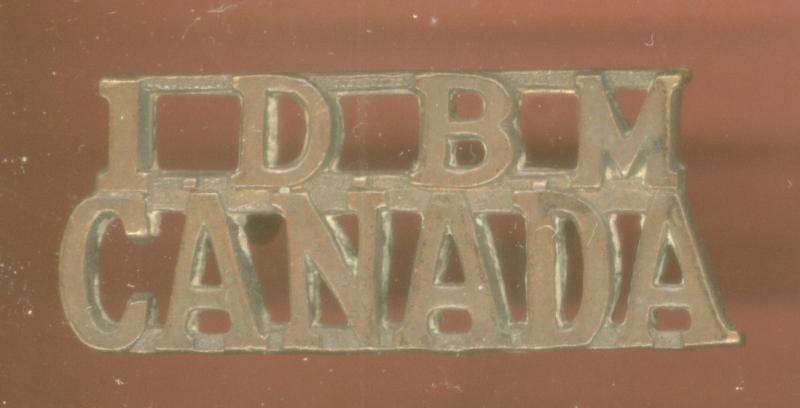 I. D. B. M
CANADA